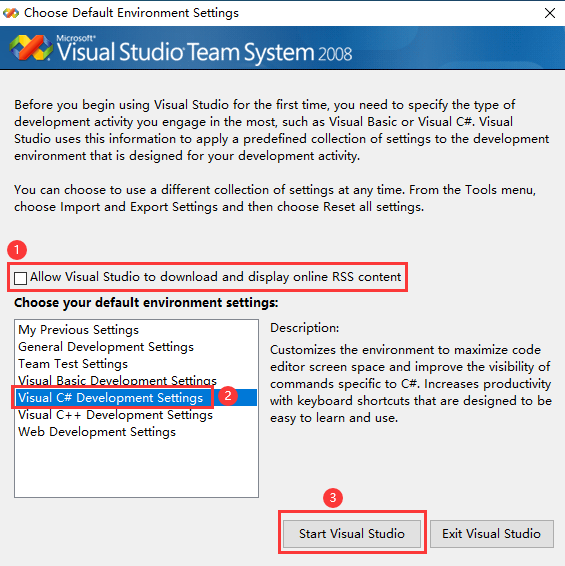 Choose Default Environment Settings
Microsoft®
Visual Studio® Team System 2008
Before you begin using Visual Studio for the first time, you need to specify the type of
development activity you engage in the most, such as Visual Basic or Visual C#. Visual
Studio uses this information to apply a predefined collection of settings to the development
environment that is designed for your development activity.
You can choose to use a different collection of settings at any time. From the Tools menu,
choose Import and Export Settings and then choose Reset all settings.
1
Allow Visual Studio to download and display online RSS content
Choose your default environment settings:
My Previous Settings
General Development Settings
Team Test Settings
Visual Basic Development Settings
Visual C# Development Settings
2
Visual C++ Development Settings
Web Development Settings
Description:
Customizes the environment to maximize code
editor screen space and improve the visibility of
commands specific to C#. Increases productivity
with keyboard shortcuts that are designed to be
easy to learn and use.
3
Start Visual Studio
Exit Visual Studio